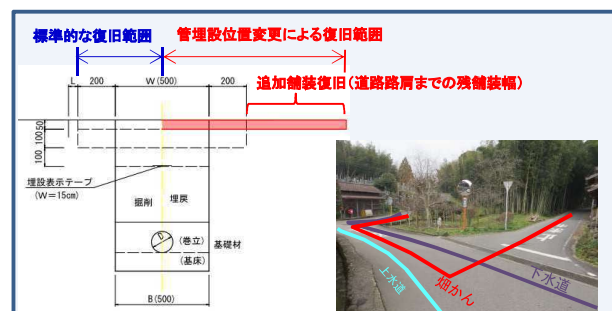 標準的な復旧範囲
管埋設位置変更による復旧範囲
L
200
W(500)
200
追加舗装復旧(道路路肩までの残舗装幅)
50
100
100
埋設表示テープ
(W=15cm)
掘削
埋戻
D
(巻立)
基礎材
(基床)
B(500)
上水道
畑かん
下水道